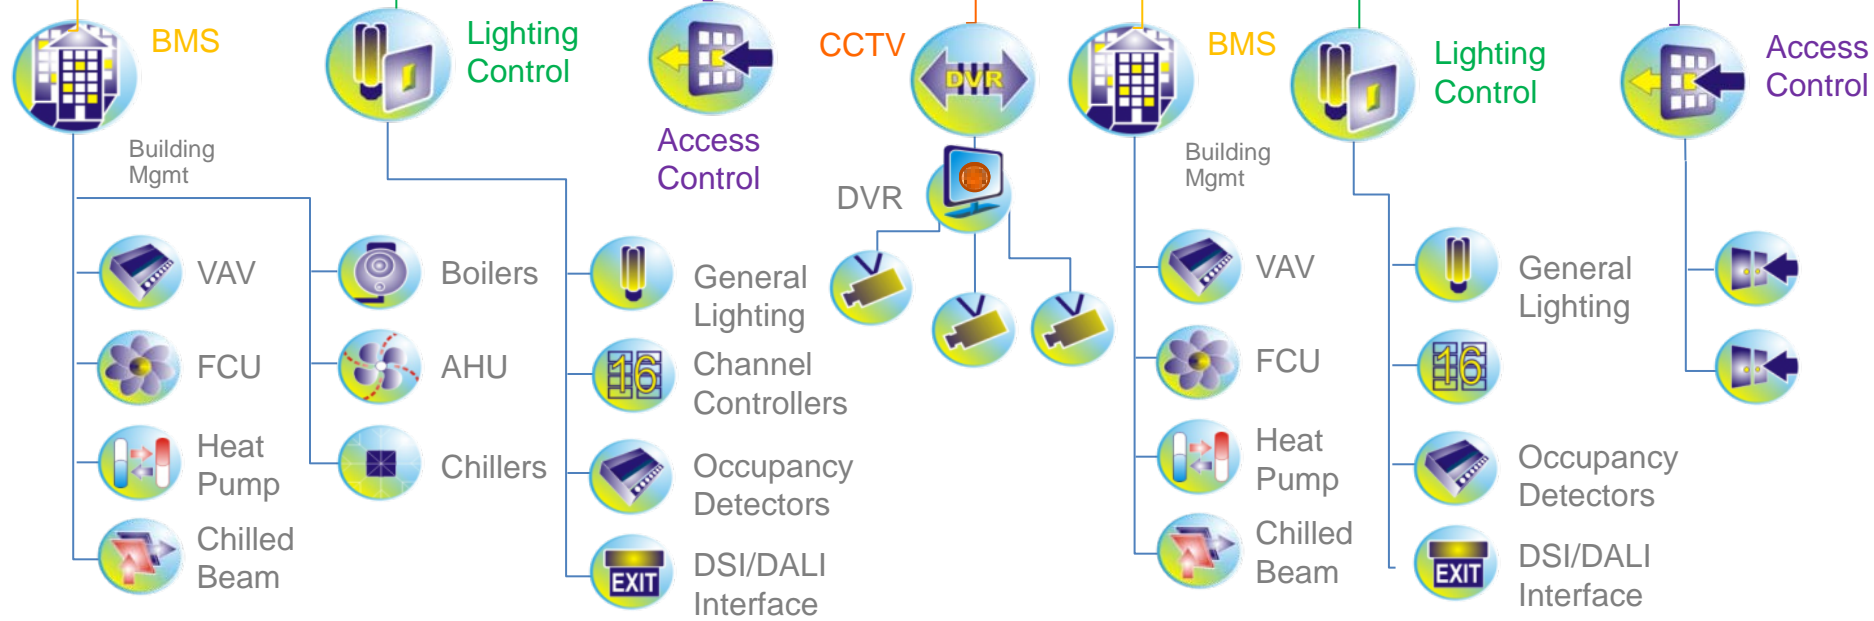 BMS
Building
Mgmt
VAV
FCU
Heat
Pump
Chilled
Beam
Boilers
AHU
Chillers
Lighting
Control
General
Lighting
16
Channel
Controllers
Occupancy
Detectors
EXIT
DSI/DALI
Interface
Access
Control
CCTV
DVR
DVR
BMS
Building
Mgmt
VAV
FCU
Heat
Pump
Chilled
Beam
Lighting
Control
General
Lighting
16
Occupancy
Detectors
EXIT
DSI/DALI
Interface
Access
Control